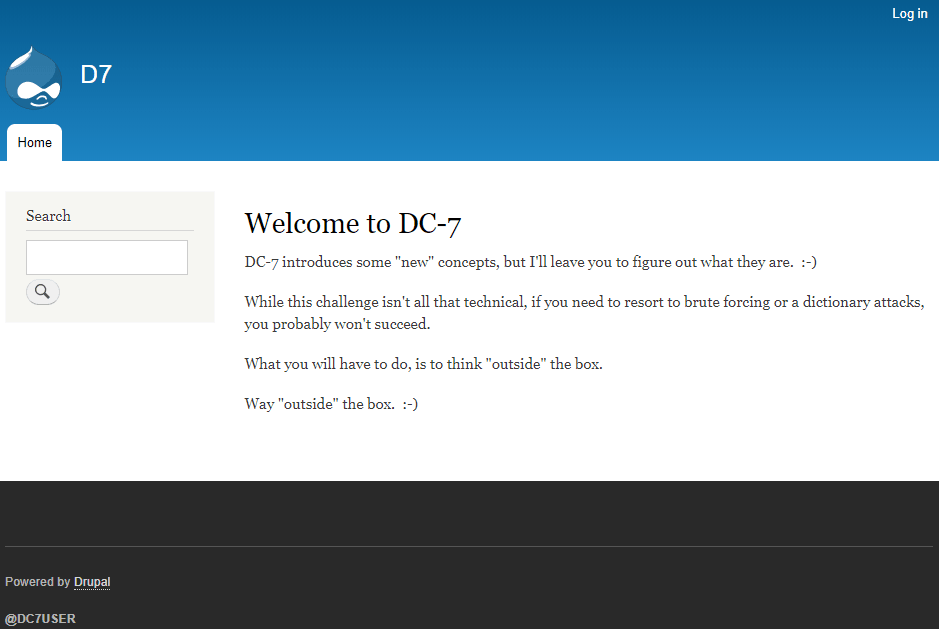 Log in
D7
Home
Search
Welcome to DC-7
DC-7 introduces some "new" concepts, but I'll leave you to figure out what they are.  :-)
While this challenge isn't all that technical, if you need to resort to brute forcing or a dictionary attacks,
you probably won't succeed.
What you will have to do, is to think "outside" the box.
Way "outside" the box.  :-)
Powered by Drupal
@DC7USER